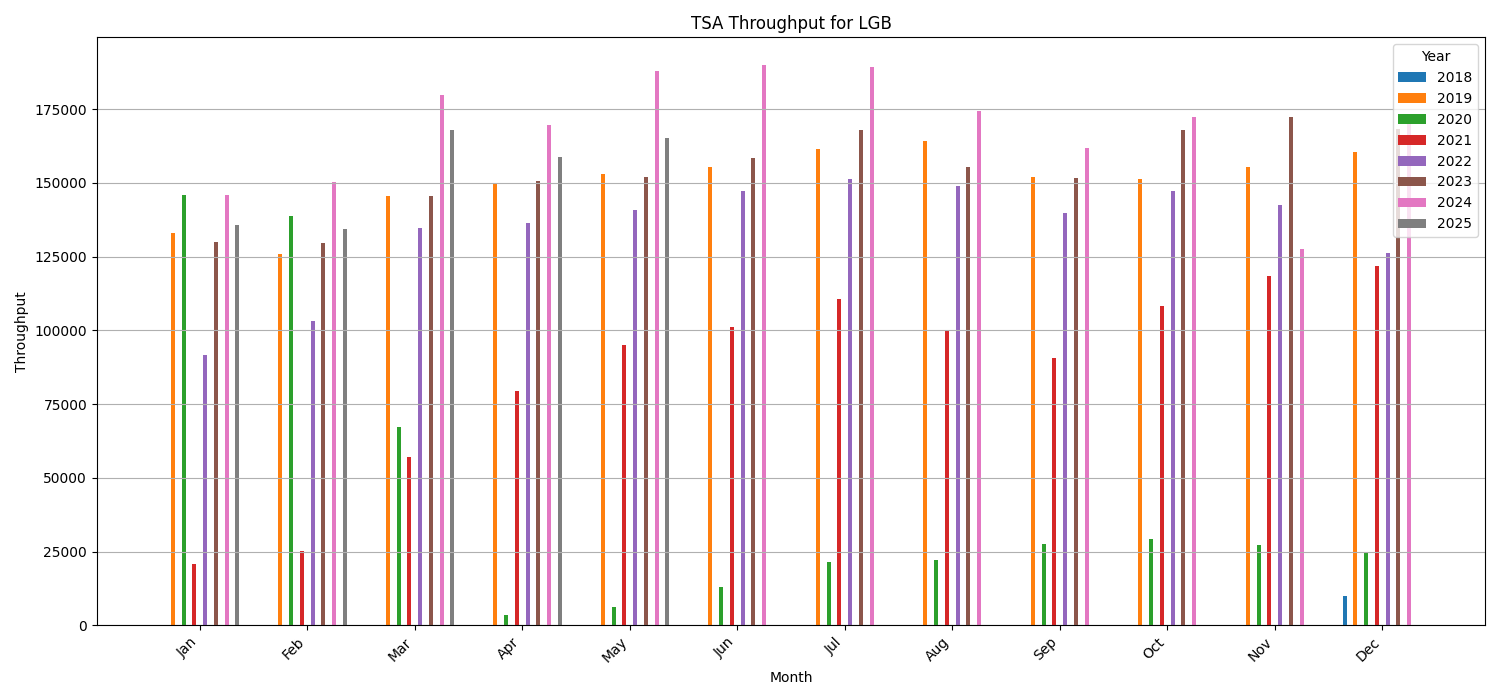 TSA Throughput for LGB
Year
2018
2019
2020
2021
2022
2023
2024
2025
Throughput
175000
150000
125000
100000
75000
50000
25000
0
Jan
Feb
Mar
Apr
May
Jun
Jul
Aug
Sep
Oct
Nov
Dec
Month